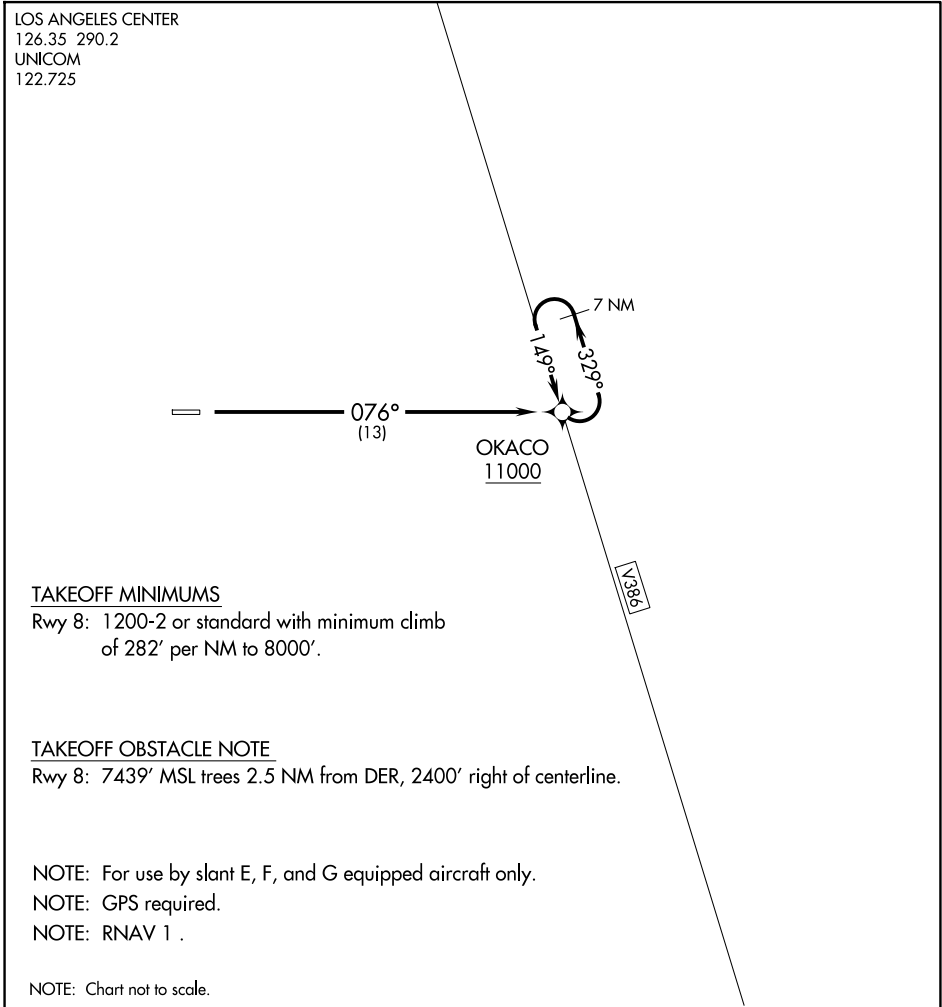 LOS ANGELES CENTER
126.35 290.2
UNICOM
122.725
7 NM
149°
329°
076°
(13)
OKACO
11000
V386
TAKEOFF MINIMUMS
Rwy 8: 1200-2 or standard with minimum climb
of 282' per NM to 8000'.
TAKEOFF OBSTACLE NOTE
Rwy 8: 7439' MSL trees 2.5 NM from DER, 2400' right of centerline.
NOTE: For use by slant E, F, and G equipped aircraft only.
NOTE: GPS required.
NOTE: RNAV 1 .
NOTE: Chart not to scale.